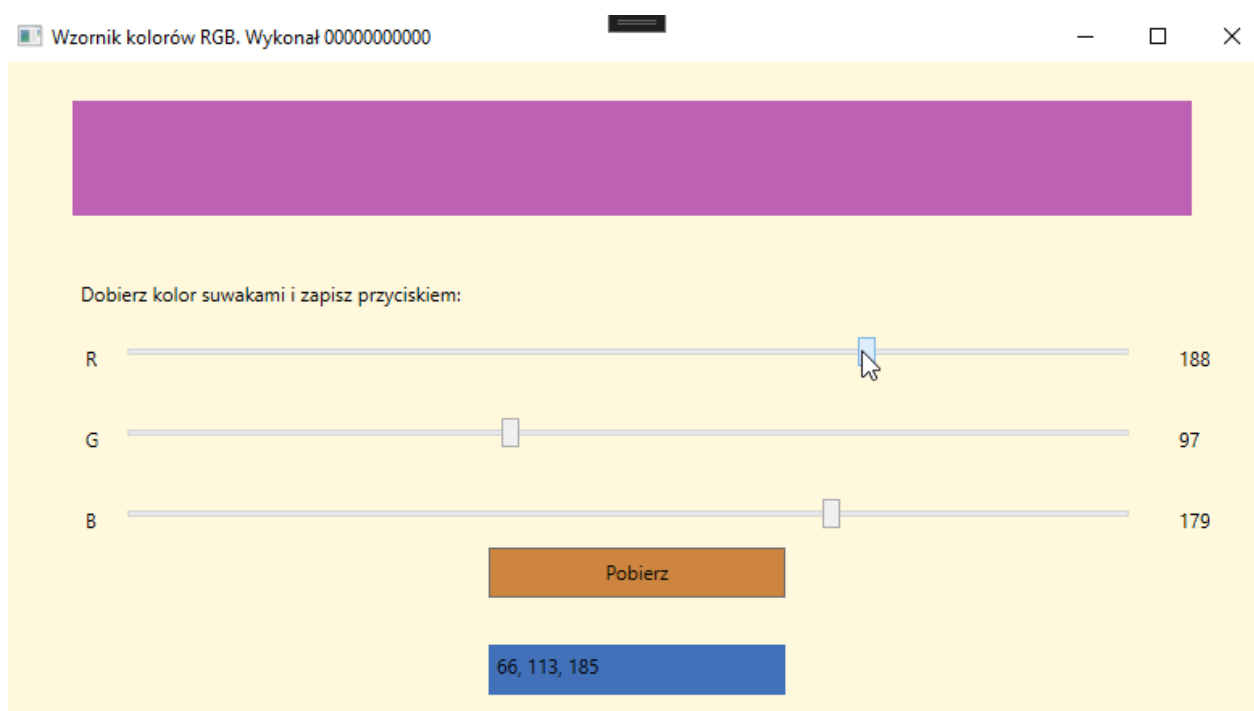 Wzornik kolorów RGB. Wykonał 00000000000
Dobierz kolor suwakami i zapisz przyciskiem:
R 188
G 97
B 179
Pobierz
66, 113, 185